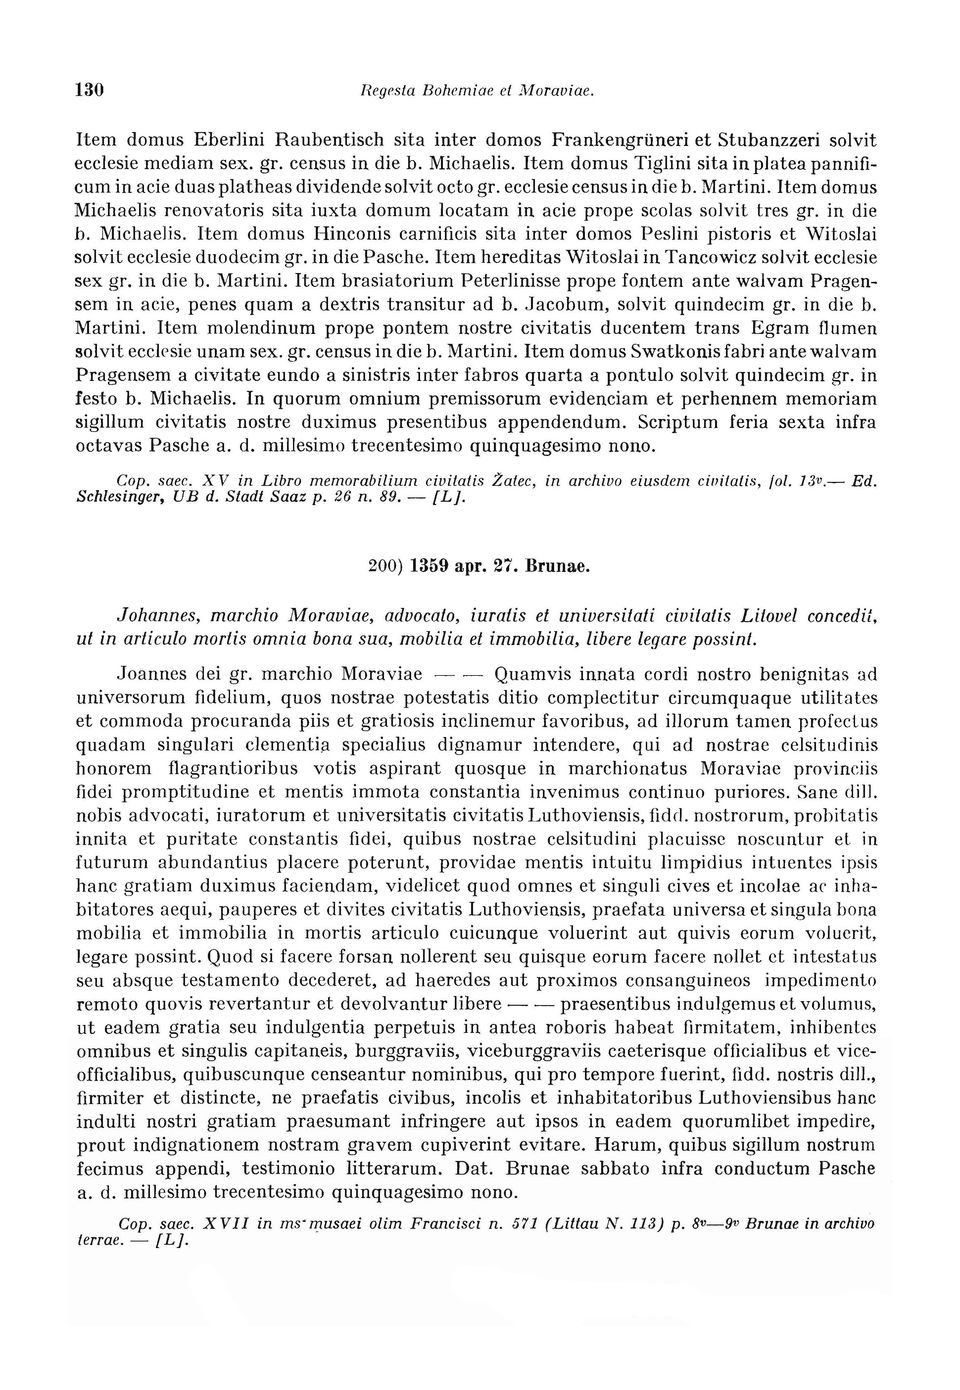 130 Regesta Bohemiae et Moraviae.
Item domus Eberlini Raubentisch sita inter domos Frankengrüneri et Stubanzzeri solvit
ecclesie mediam sex. gr. census in die b. Michaelis. Item domus Tiglini sita in platea pannifi-
cum in acie duas platheas dividende solvit octo gr. ecclesie census in die b. Martini. Item domus
Michaelis renovatoris sita iuxta domum locatam in acie prope scolas solvit tres gr. in die
b. Michaelis. Item domus Hinconis carnificis sita inter domos Peslini pistoris et Witoslai
solvit ecclesie duodecim gr. in die Pasche. Item hereditas Witoslai in Tancowicz solvit ecclesie
sex gr. in die b. Martini. Item brasiatorium Peterlinisse prope fontem ante walvam Pragen-
sem in acie, penes quam a dextris transitur ad b. Jacobum, solvit quindecim gr. in die b.
Martini. Item molendinum prope pontem nostre civitatis ducentem trans Egram flumen
solvit ecclesie unam sex. gr. census in die b. Martini. Item domus Swatkonis fabri ante walvam
Pragensem a civitate eundo a sinistris inter fabros quarta a pontulo solvit quindecim gr. in
festo b. Michaelis. In quorum omnium premissorum evidenciam et perhennem memoriam
sigillum civitatis nostre duximus presentibus appendendum. Scriptum feria sexta infra
octavas Pasche a. d. millesimo trecentesimo quinquagesimo nono.
Cop. saec. XV in Libro memorabilium civitatis Žatec, in archivo eiusdem civitatis, fol. 13v.— Ed.
Schlesinger, UB d. Stadt Saaz p. 26 n. 89. — [L].
200) 1359 apr. 27. Brunae.
Johannes, marchio Moraviae, advocato, iuratis et universitati civitatis Litovel concedit,
ut in articulo mortis omnia bona sua, mobilia et immobilia, libere legare possint.
Joannes dei gr. marchio Moraviae — — Quamvis innata cordi nostro benignitas ad
universorum fidelium, quos nostrae potestatis ditio complectitur circumquaque utilitates
et commoda procuranda piis et gratiosis inclinemur favoribus, ad illorum tamen profectus
quadam singulari clementia specialius dignamur intendere, qui ad nostrae celsitudinis
honorem flagrantioribus votis aspirant quosque in marchionatus Moraviae provinciis
fidei promptitudine et mentis immota constantia invenimus continuo puriores. Sane dill.
nobis advocati, iuratorum et universitatis civitatis Luthoviensis, fidd. nostrorum, probitatis
innita et puritate constantis fidei, quibus nostrae celsitudini placuisse noscuntur et in
futurum abundantius placere poterunt, providae mentis intuitu limpidius intuentes ipsis
hanc gratiam duximus faciendam, videlicet quod omnes et singuli cives et incolae ac inha-
bitatores aequi, pauperes et divites civitatis Luthoviensis, praefata universa et singula bona
mobilia et immobilia in mortis articulo cuicunque voluerint aut quivis eorum voluerit,
legare possint. Quod si facere forsan nollerent seu quisque eorum facere nollet et intestatus
seu absque testamento decederet, ad haeredes aut proximos consanguineos impedimento
remoto quovis revertantur et devolvantur libere — — praesentibus indulgemus et volumus,
ut eadem gratia seu indulgentia perpetuis in antea roboris habeat firmitatem, inhibentes
omnibus et singulis capitaneis, burggraviis, viceburggraviis caeterisque officialibus et vice-
officialibus, quibuscunque censeantur nominibus, qui pro tempore fuerint, fidd. nostris dill.,
firmiter et distincte, ne praefatis civibus, incolis et inhabitatoribus Luthoviensibus hanc
indulti nostri gratiam praesumant infringere aut ipsos in eadem quorumlibet impedire,
prout indignationem nostram gravem cupiverint evitare. Harum, quibus sigillum nostrum
fecimus appendi, testimonio litterarum. Dat. Brunae sabbato infra conductum Pasche
a. d. millesimo trecentesimo quinquagesimo nono.
Cop. saec. XVII in ms. musaei olim Francisci n. 571 (Littau N. 113) p. 8v—9v Brunae in archivo
terrae. — [L].